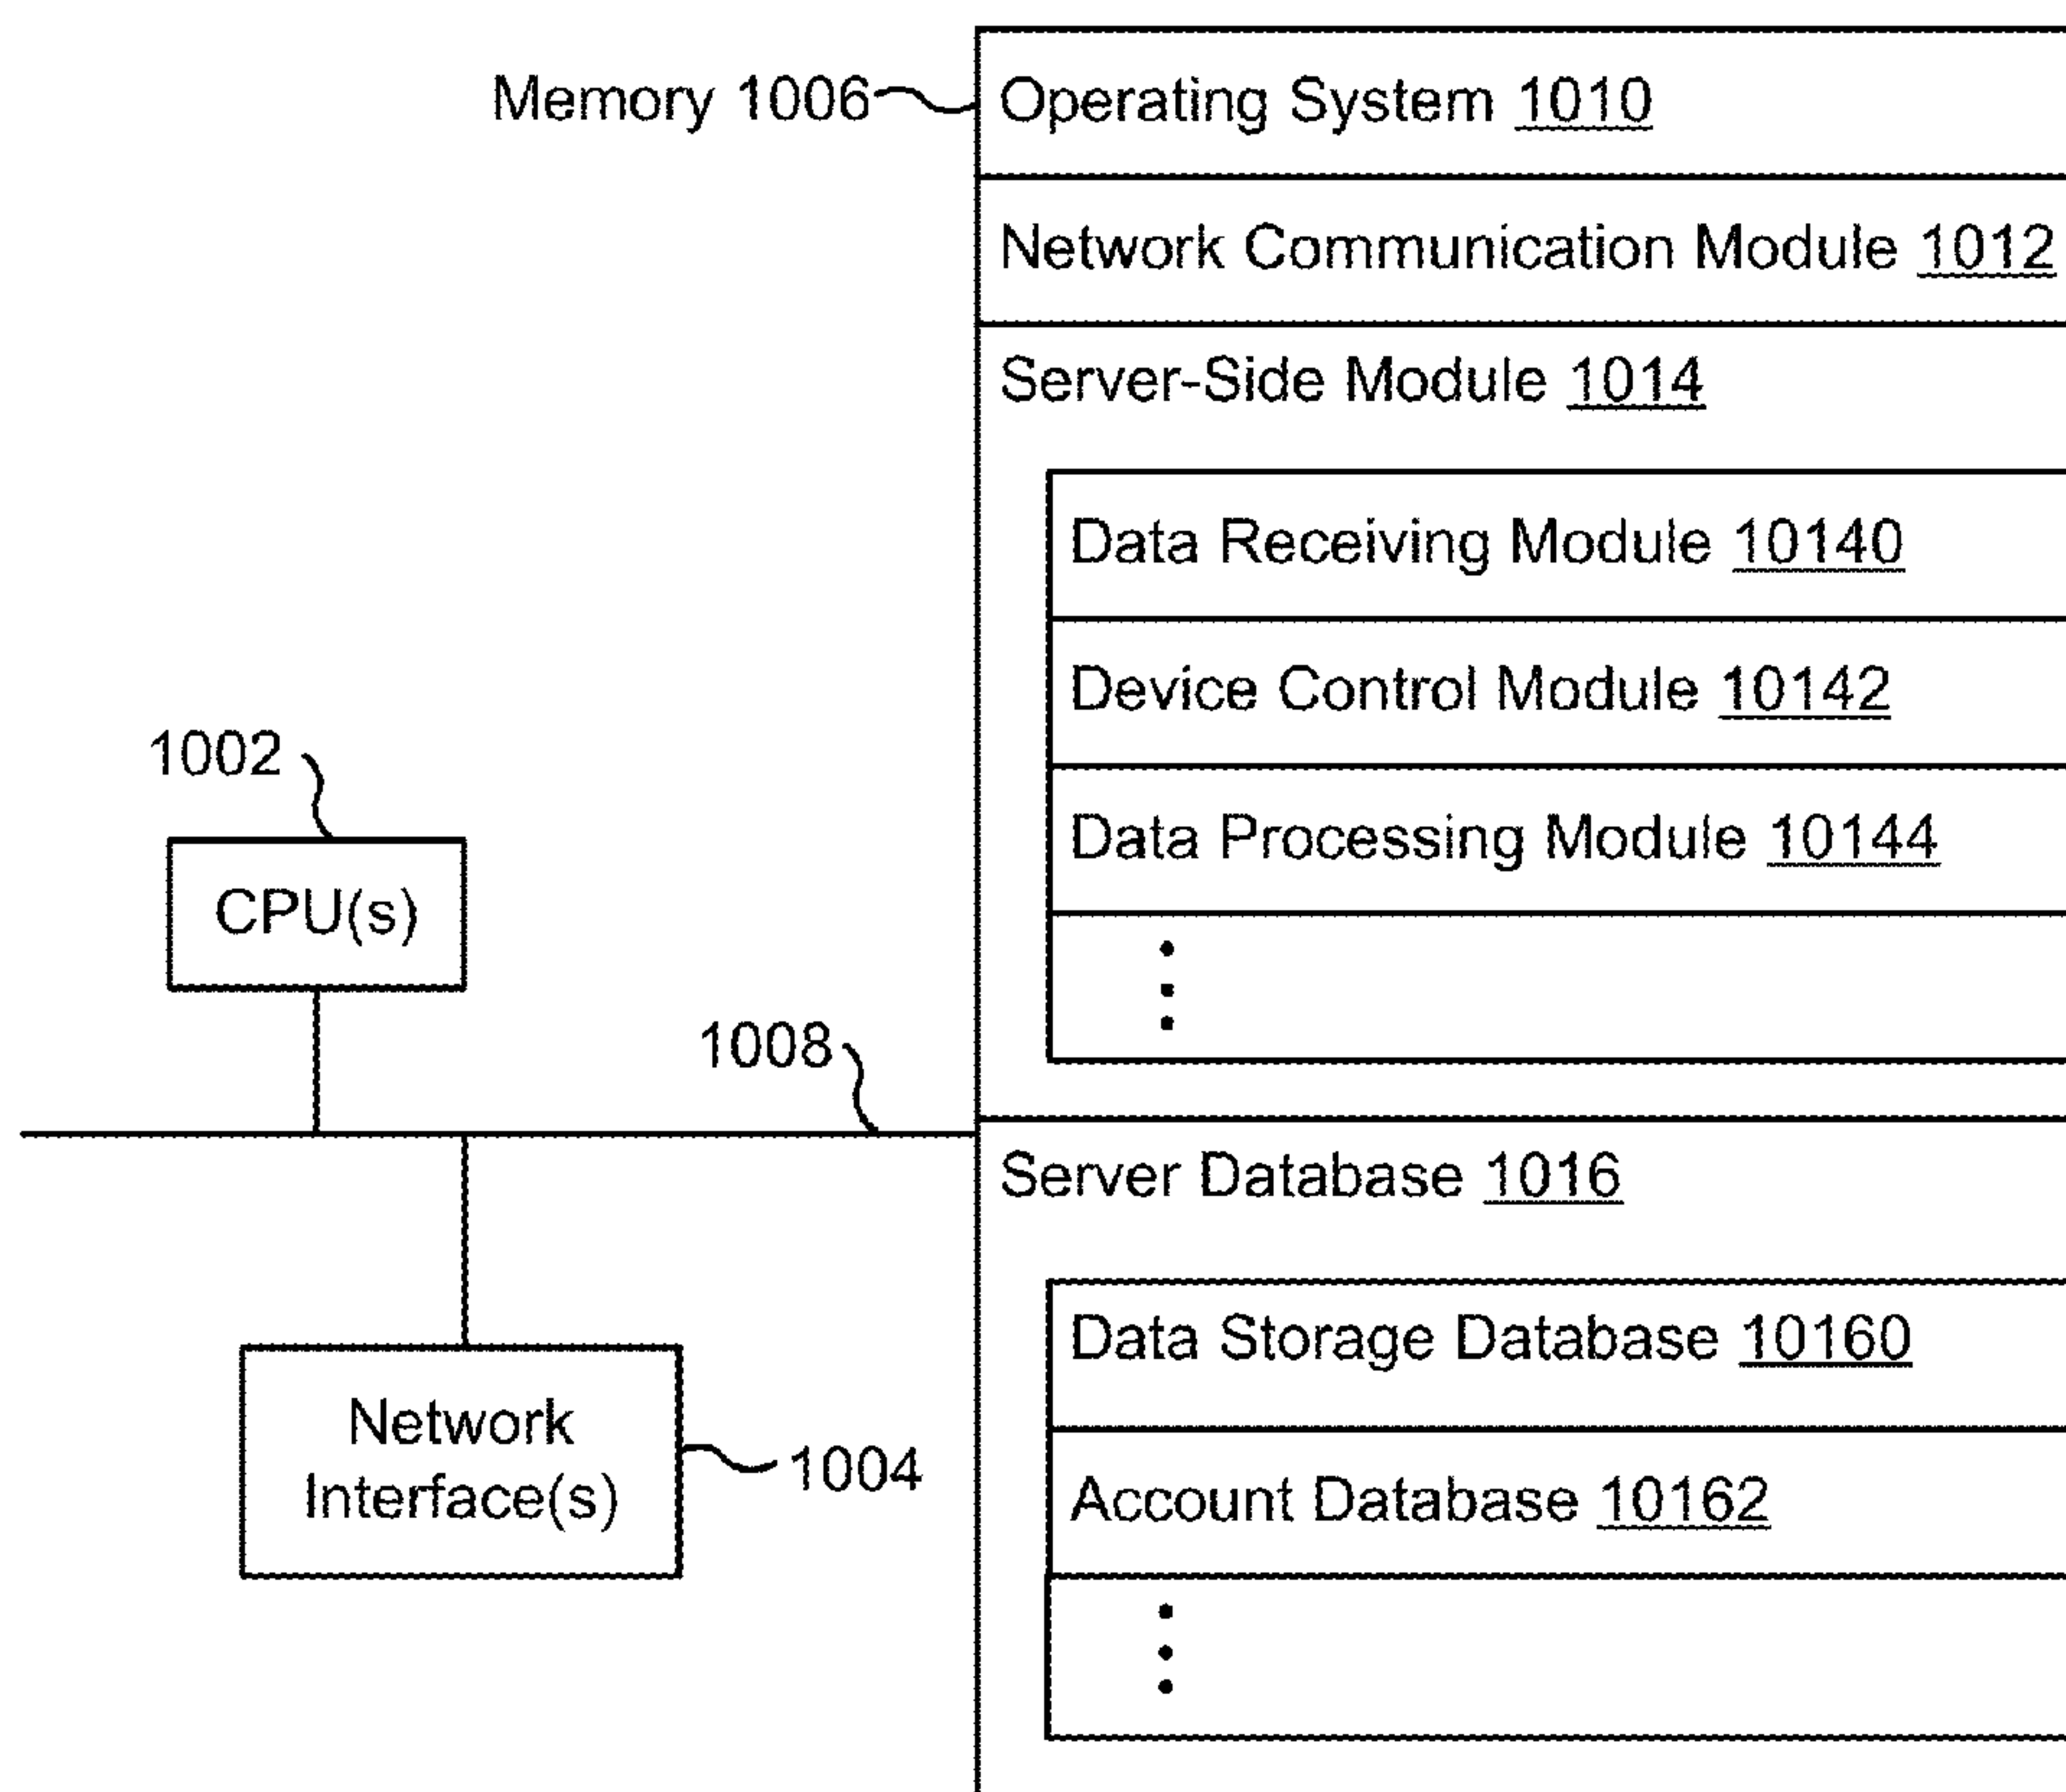 Memory 1006
Operating System 1010
Network Communication Module 1012
Server-Side Module 1014
Data Receiving Module 10140
Device Control Module 10142
Data Processing Module 10144
1002
CPU(s)
1008
Server Database 1016
Data Storage Database 10160
Account Database 10162
Network
Interface(s)
1004